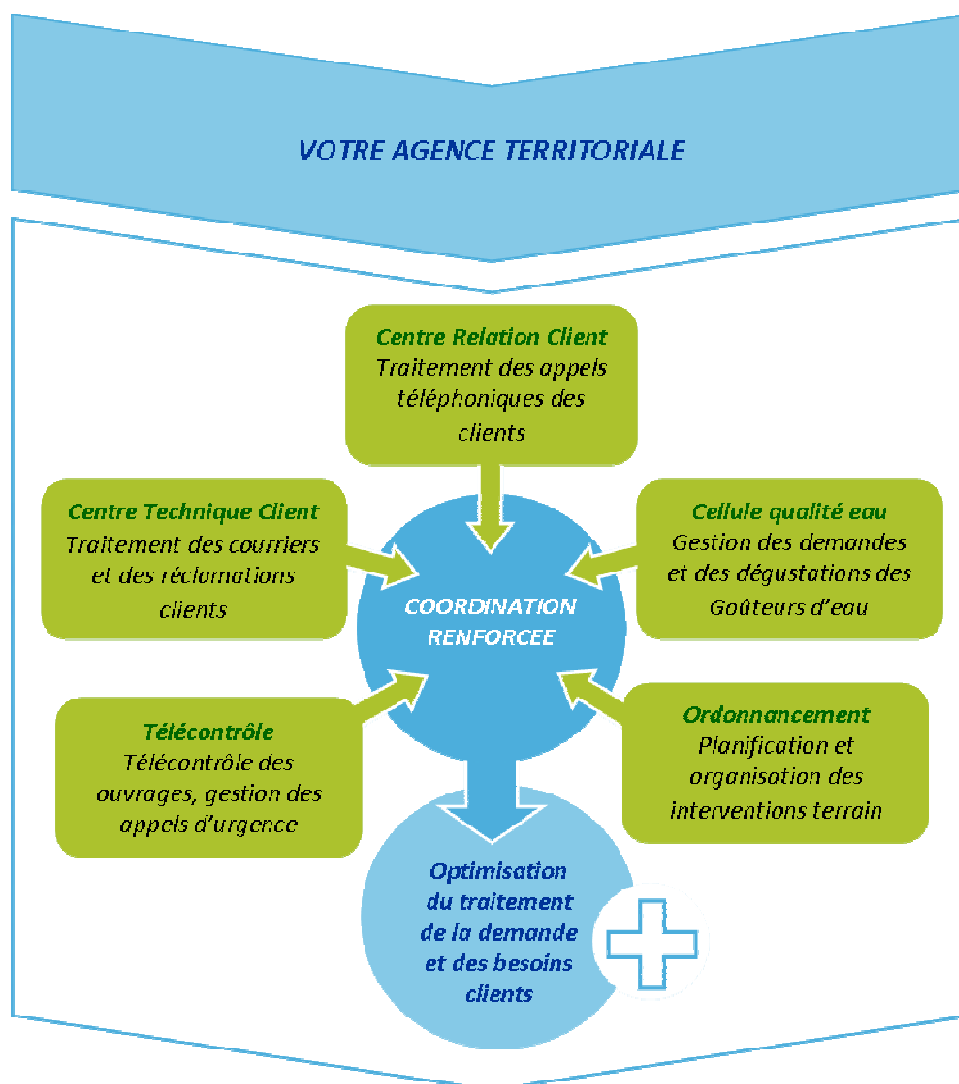 VOTRE AGENCE TERRITORIALE
Centre Relation Client
Traitement des appels
téléphoniques des
clients
Centre Technique Client
Traitement des courriers
et des réclamations
clients
Cellule qualité eau
Gestion des demandes
et des dégustations des
Goûteurs d'eau
COORDINATION
RENFORCEE
Télécontrôle
Télécontrôle des
ouvrages, gestion des
appels d'urgence
Ordonnancement
Planification et
organisation des
interventions terrain
Optimisation
du traitement
de la demande
et des besoins
clients